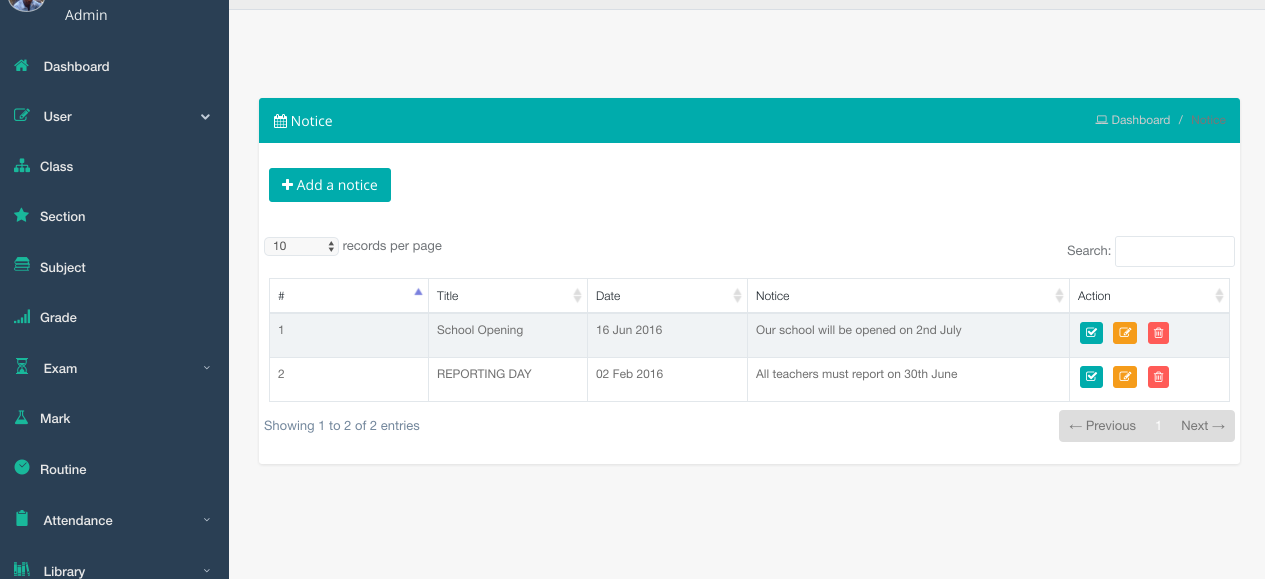 Admin
Dashboard
User
Class
Section
Subject
Grade
Exam
Mark
Routine
Attendance
Library
Notice
Dashboard / Notice
Add a notice
10 records per page
Search:
# Title Date Notice Action
1 School Opening 16 Jun 2016 Our school will be opened on 2nd July
2 REPORTING DAY 02 Feb 2016 All teachers must report on 30th June
Showing 1 to 2 of 2 entries
← Previous 1 Next →